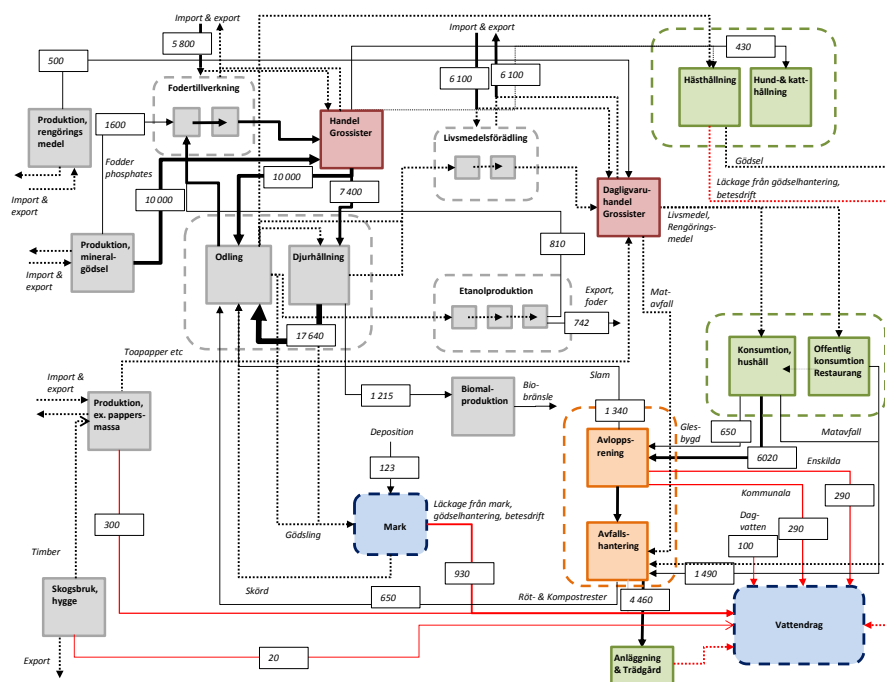 Import & export
5 800
500
Fodertillverkning
Import & export
6 100
6 100
430
Hästhållning
Hund-& katt-
hållning
Produktion,
rengörings
medel
1600
Handel
Grossister
Livsmedelsförädling
Gödsel
Fodder
phosphates
10 000
10 000
7 400
Läckage från gödselhantering,
betesdrift
Import &
export
Dagligvaru-
handel
Grossister
Livsmedel,
Rengörings-
medel
Produktion,
mineral-
gödsel
Import &
export
Odling
Djurhållning
810
Etanolproduktion
Export,
foder
742
Mat-
avfall
17 640
Toapapper etc
Konsumtion,
hushåll
Offentlig
konsumtion
Restaurang
Import &
export
Produktion,
ex. pappers-
massa
Slam
1 215
Biomal-
produktion
Bio-
bränsle
1 340
Gles-
bygd
650
Matavfall
Deposition
123
Avlopps-
rening
6020
Enskilda
Kommunala
290
300
Mark
Läckage från mark,
gödselhantering, betesdrift
Gödsling
Avfalls-
hantering
Dag-
vatten
290
100
Timber
930
1 490
Skogsbruk,
hygge
Skörd
650
Röt- & Kompostrester
4 460
Vattendrag
20
Export
Anläggning
& Trädgård